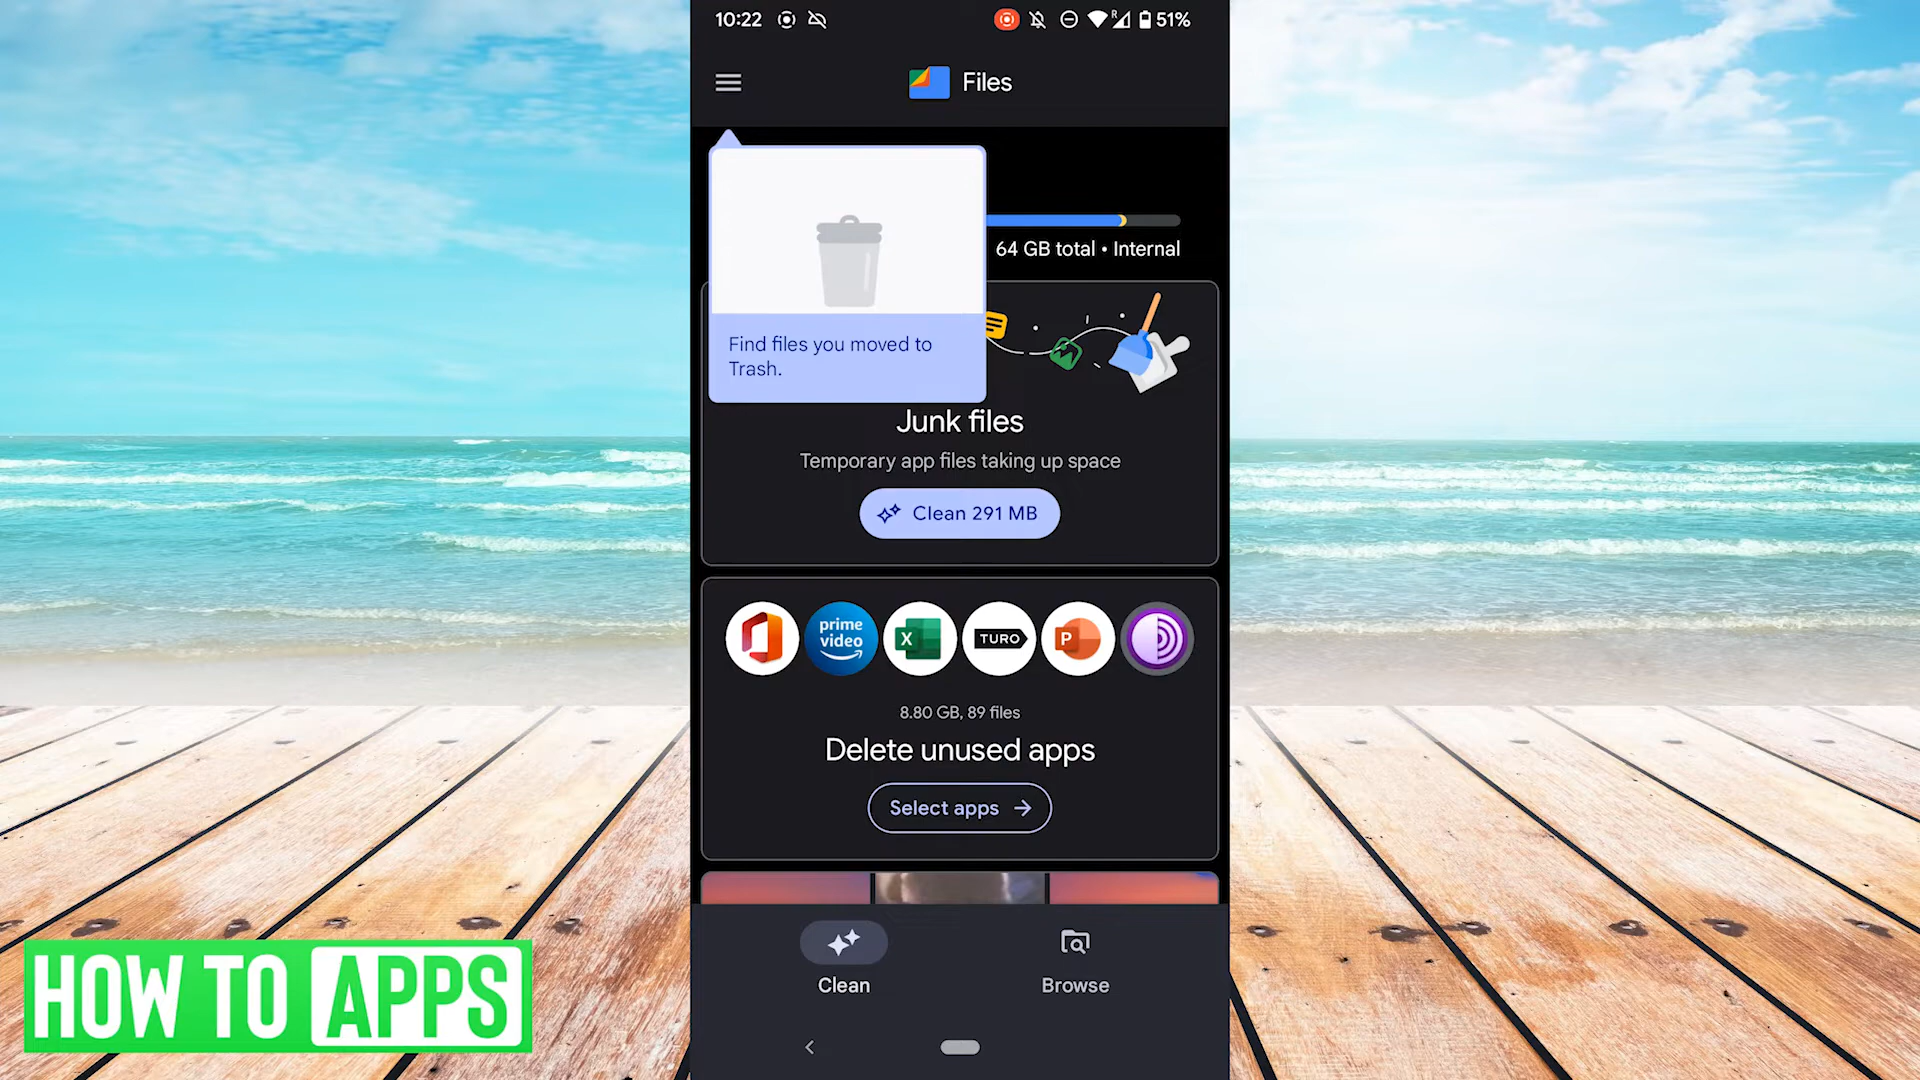 10:22
R
51%
Files
64 GB total • Internal
Find files you moved to
Trash.
Junk files
Temporary app files taking up space
Clean 291 MB
prime
video
X
TURO
P
8.80 GB, 89 files
Delete unused apps
Select apps
Clean
Browse
HOW TO APPS